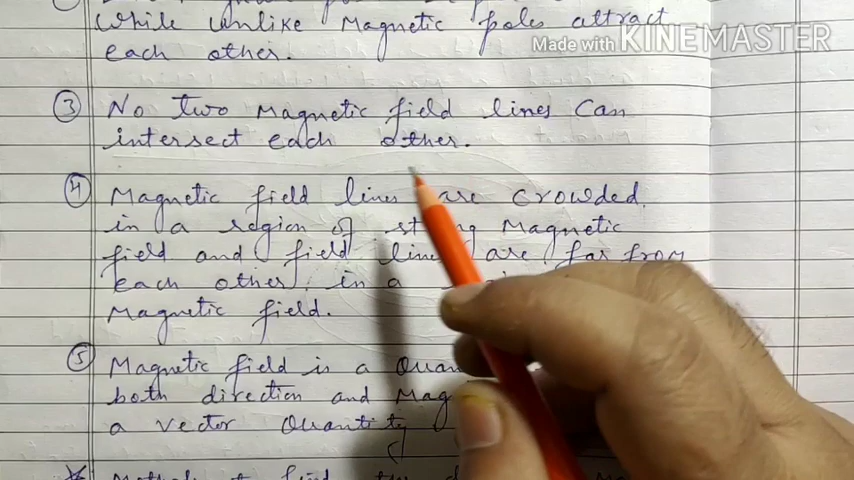 While Unlike Magnetic poles attract
each other.
Made with KINEMASTER
③ No two Magnetic field lines Can
intersect each other.
④ Magnetic field lines are crowded.
in a region of Magnetic
field and field lines are far from
each other in a
Magnetic field.
⑤ Magnetic field is a
both direction and
a vector Quantity